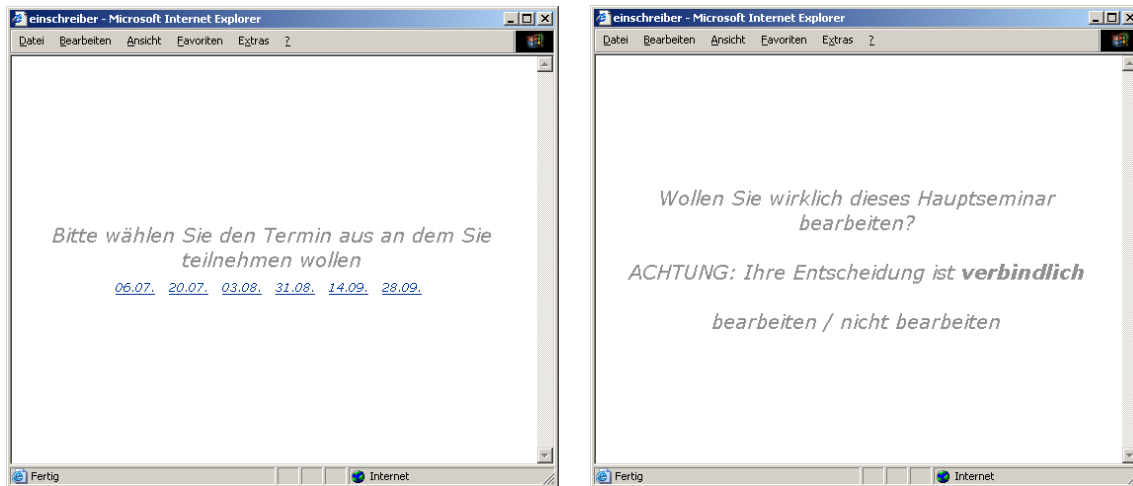 einschreiber - Microsoft Internet Explorer
Datei Bearbeiten Ansicht Favoriten Extras ?
Bitte wählen Sie den Termin aus an dem Sie
teilnehmen wollen
06.07. 20.07. 03.08. 31.08. 14.09. 28.09.
Fertig Internet
einschreiber - Microsoft Internet Explorer
Datei Bearbeiten Ansicht Favoriten Extras ?
Wollen Sie wirklich dieses Hauptseminar
bearbeiten?
ACHTUNG: Ihre Entscheidung ist verbindlich
bearbeiten / nicht bearbeiten
Fertig Internet